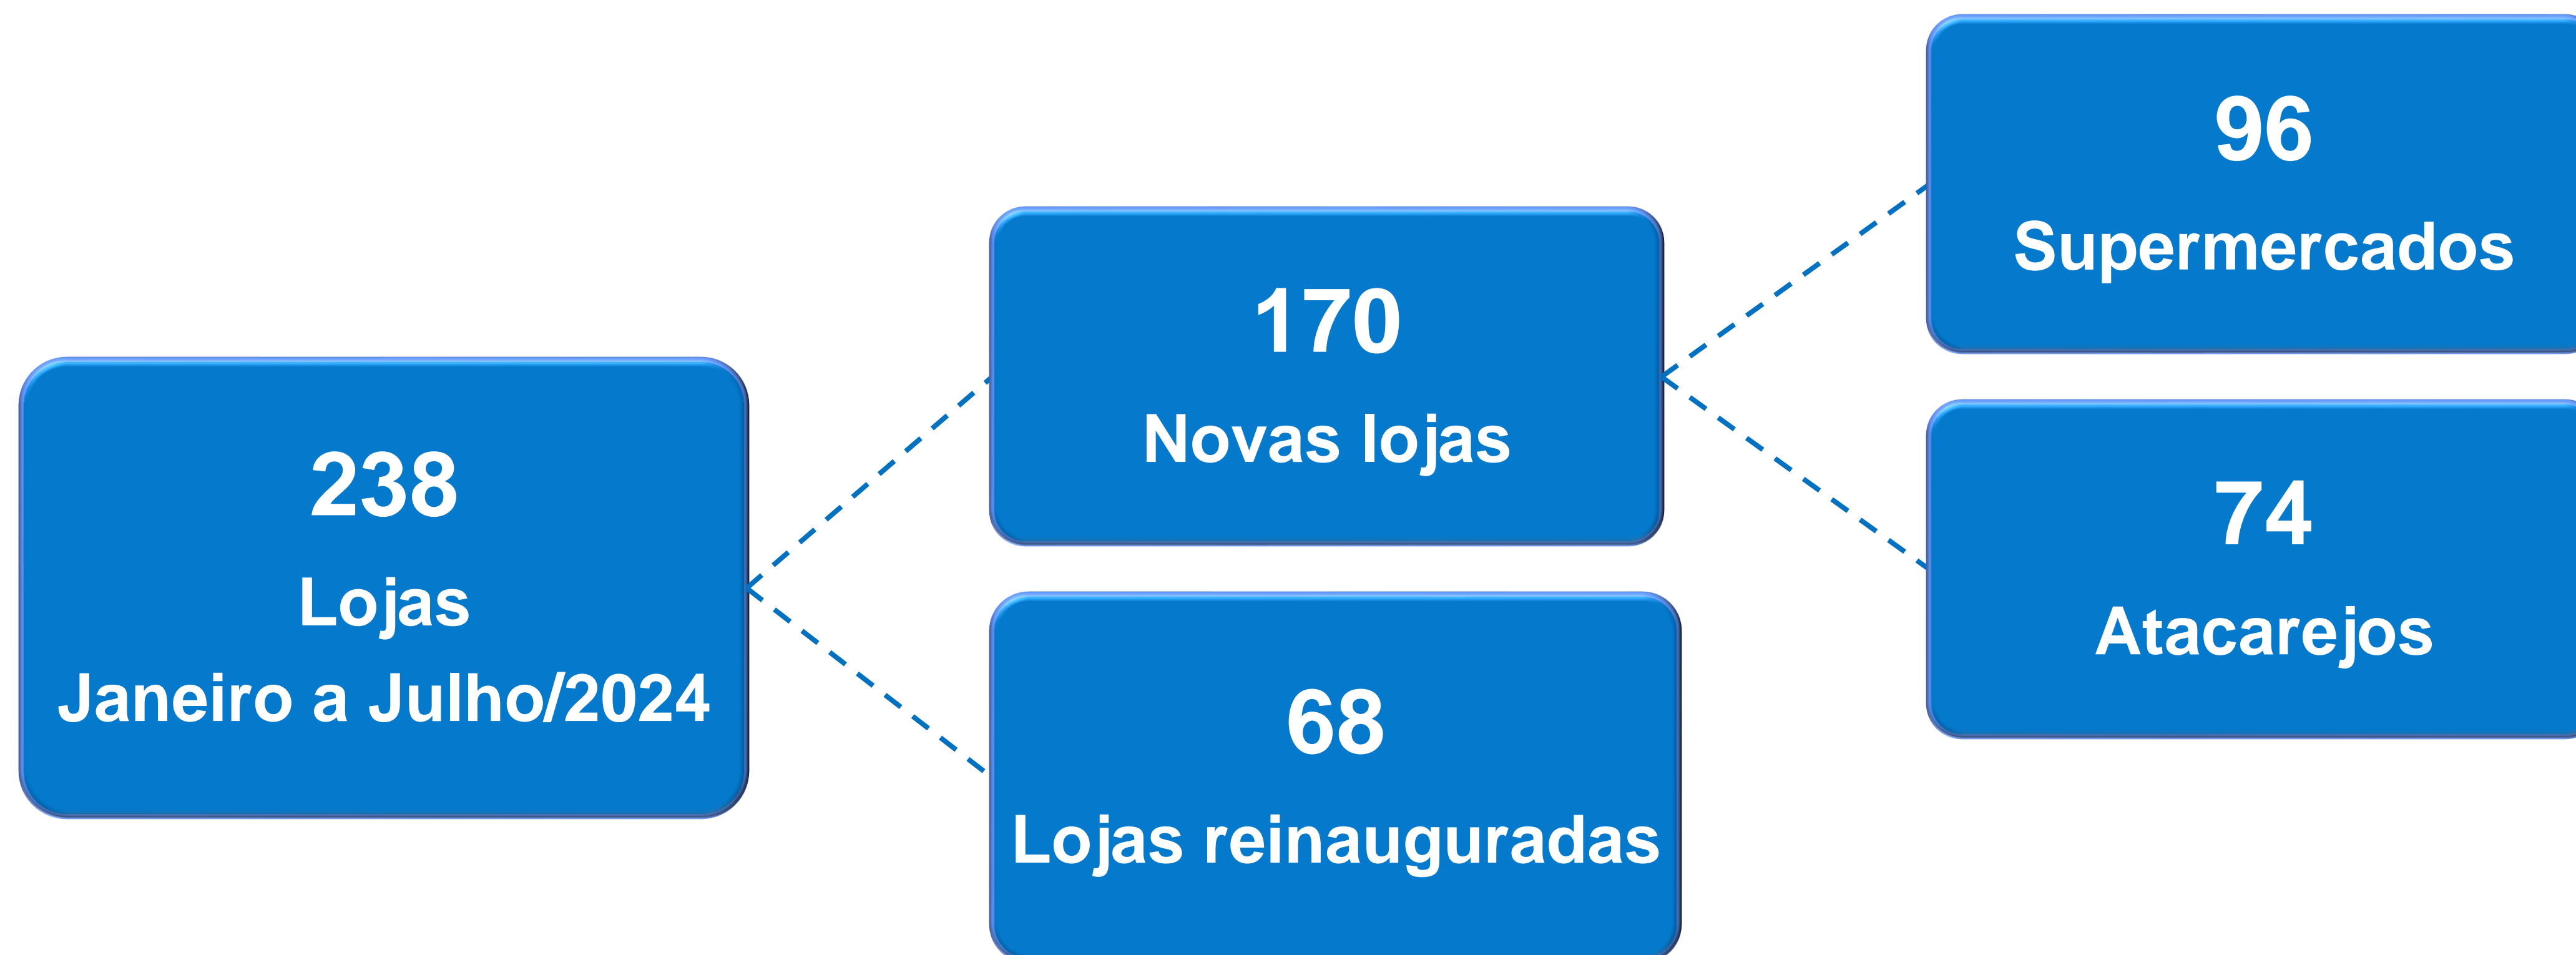 238
Lojas
Janeiro a Julho/2024
170
Novas lojas
68
Lojas reinauguradas
96
Supermercados
74
Atacarejos